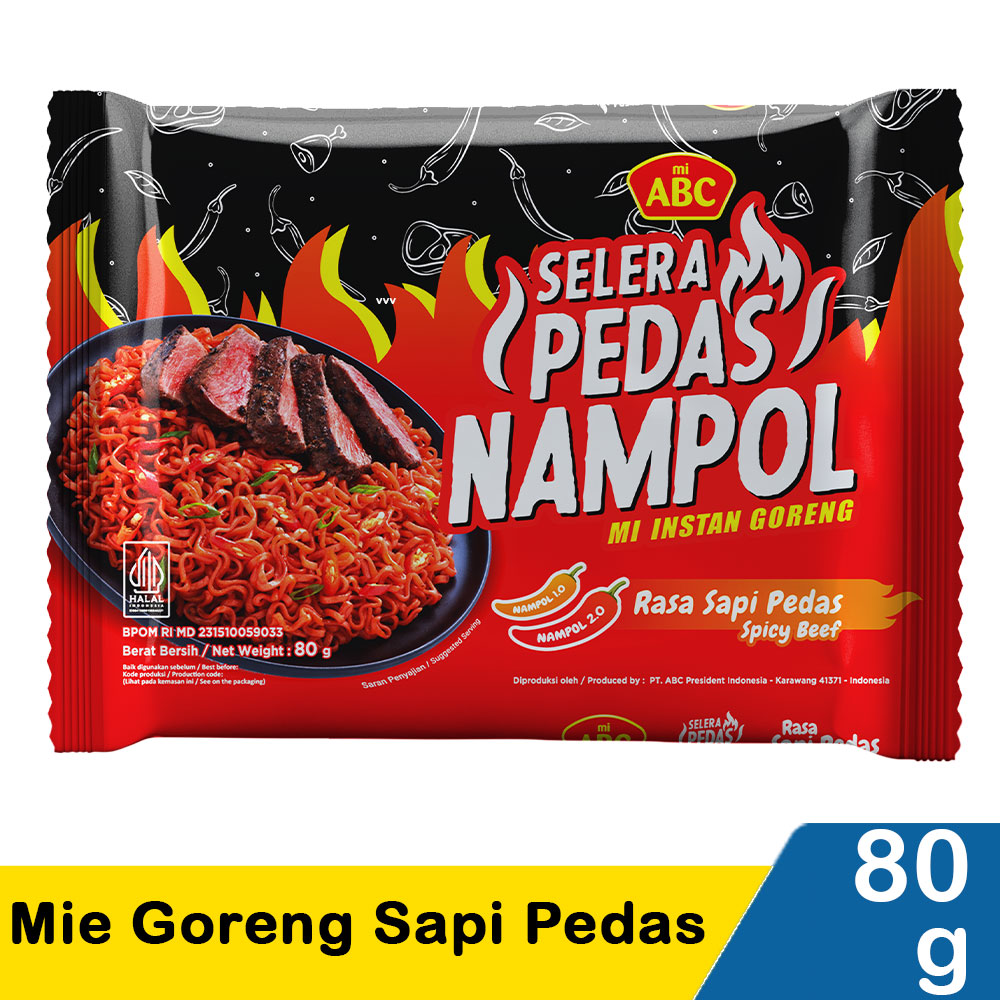 mi
ABC
SELERA
PEDAS
NAMPOL
MI INSTAN GORENG
vvv
NAMPOL 1.0
NAMPOL 2.0
Rasa Sapi Pedas
Spicy Beef
HALAL
INDONESIA
BPOM RI MD 231510059033
Berat Bersih / Net Weight : 80 g
Baik digunakan sebelum / Best before:
Kode produksi / Production code:
(Lihat pada kemasan ini / See on the packaging)
Saran Penyajian / Suggested Serving
Diproduksi oleh / Produced by : PT. ABC President Indonesia - Karawang 41371 - Indonesia
mi
ABC
SELERA
PEDAS
Rasa
Sapi Pedas
Mie Goreng Sapi Pedas
80
g